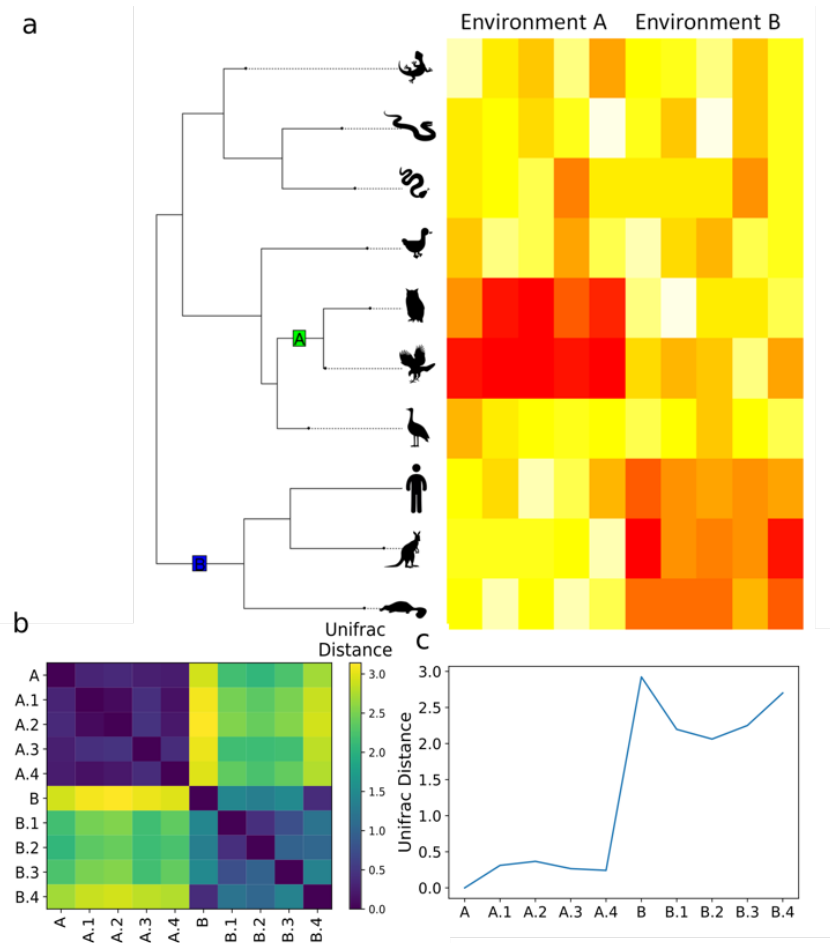 a
Environment A Environment B
A
B
b
Unifrac
Distance
A
A.1
A.2
A.3
A.4
B
B.1
B.2
B.3
B.4
A A.1 A.2 A.3 A.4 B B.1 B.2 B.3 B.4
3.0
2.5
2.0
1.5
1.0
0.5
0.0
c
Unifrac Distance
3.0
2.5
2.0
1.5
1.0
0.5
0.0
A A.1 A.2 A.3 A.4 B B.1 B.2 B.3 B.4